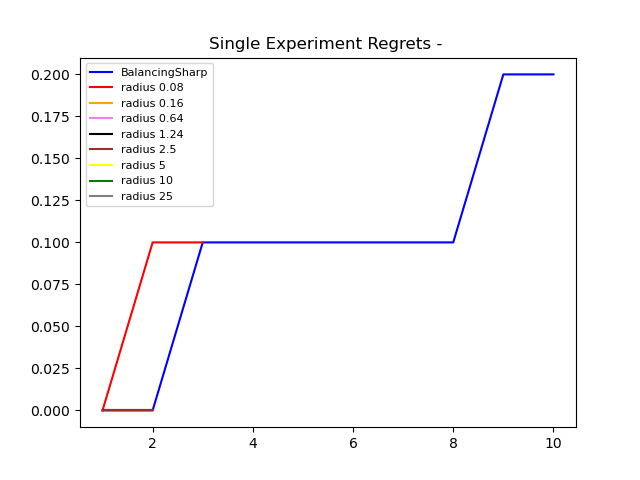 Single Experiment Regrets -
0.200
0.175
0.150
0.125
0.100
0.075
0.050
0.025
0.000
BalancingSharp
radius 0.08
radius 0.16
radius 0.64
radius 1.24
radius 2.5
radius 5
radius 10
radius 25
2 4 6 8 10